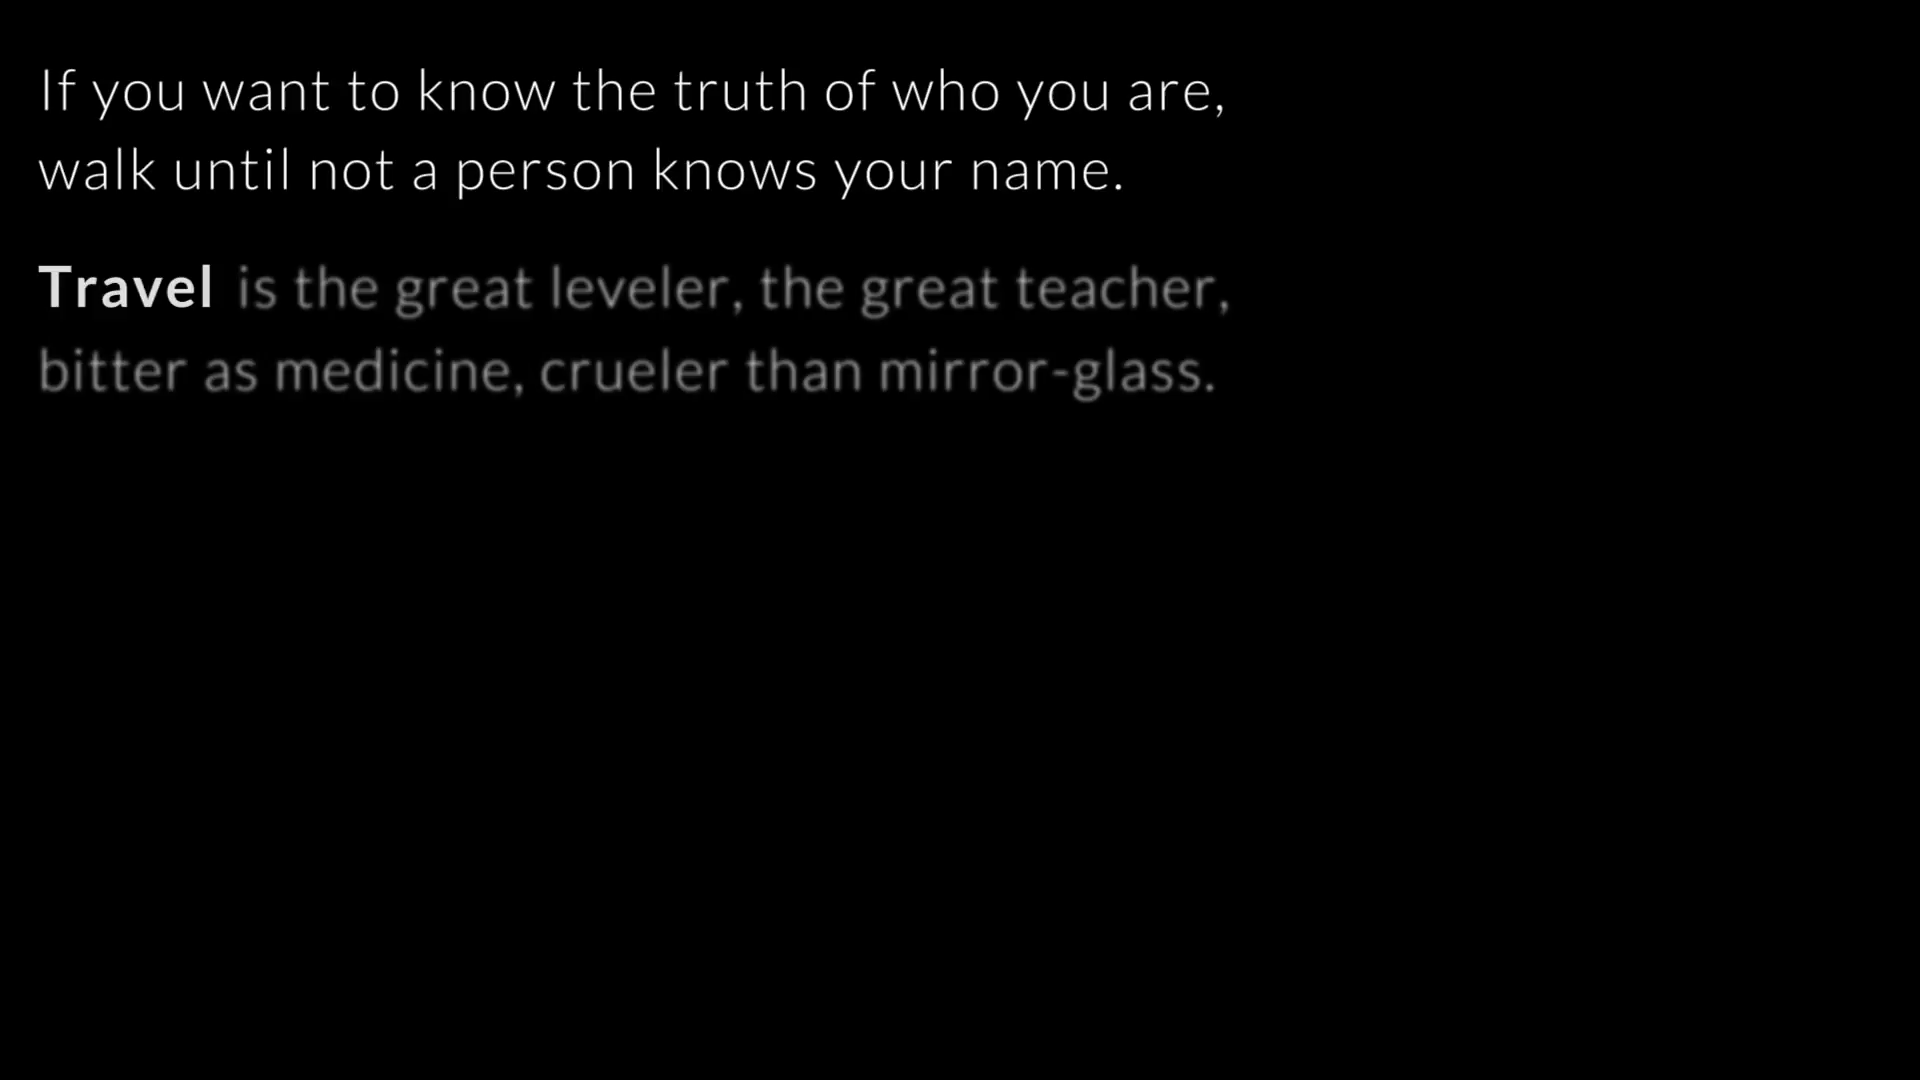 If you want to know the truth of who you are,
walk until not a person knows your name.
Travel is the great leveler, the great teacher,
bitter as medicine, crueler than mirror-glass.